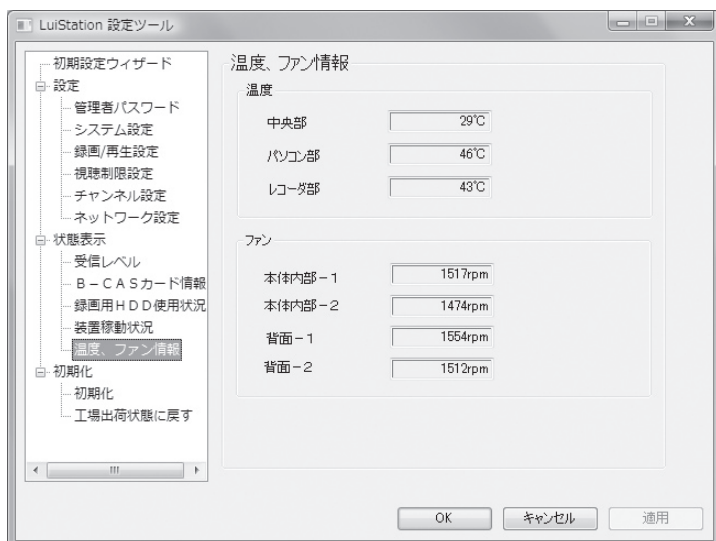 LuiStation 設定ツール
初期設定ウィザード
設定
管理者パスワード
システム設定
録画/再生設定
視聴制限設定
チャンネル設定
ネットワーク設定
状態表示
受信レベル
Ｂ－ＣＡＳカード情報
録画用ＨＤＤ使用状況
装置稼動状況
温度、ファン情報
初期化
初期化
工場出荷状態に戻す
温度、ファン情報
温度
中央部 29℃
パソコン部 46℃
レコーダ部 43℃
ファン
本体内部－1 1517rpm
本体内部－2 1474rpm
背面－1 1554rpm
背面－2 1512rpm
OK キャンセル 適用